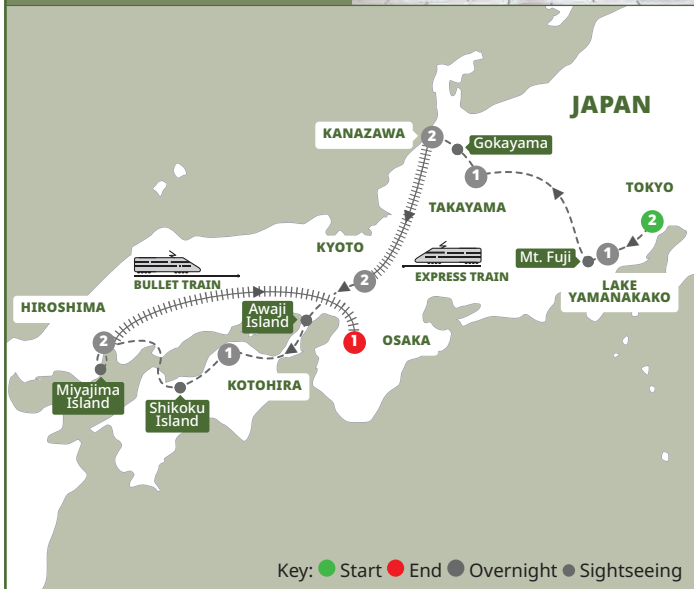 JAPAN
KANAZAWA
2
Gokayama
1
TOKYO
2
TAKAYAMA
KYOTO
Mt. Fuji
1
EXPRESS TRAIN
LAKE
YAMANAKAKO
2
BULLET TRAIN
HIROSHIMA
Awaji
Island
2
1
OSAKA
1
KOTOHIRA
Miyajima
Island
Shikoku
Island
Key: Start End Overnight Sightseeing